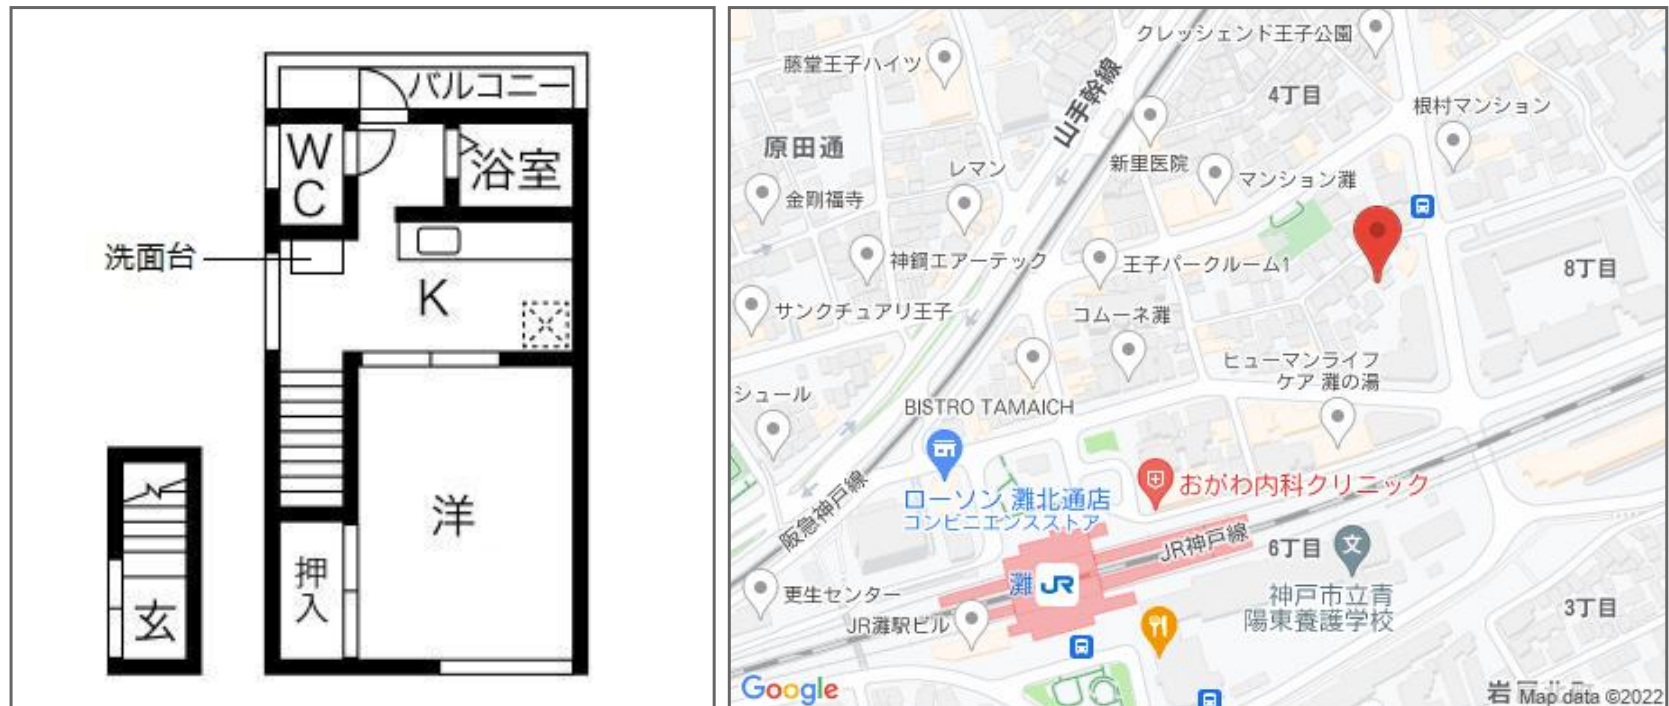 バルコニー
WC
浴室
洗面台
K
洋
押入
玄
クレッシェンド王子公園
藤堂王子ハイツ
山手幹線
4丁目
根村マンション
原田通
新里医院
レマン
マンション灘
金剛福寺
神鋼エアーテック
王子パークルーム1
8丁目
サンクチュアリ王子
コムーネ灘
ヒューマンライフ
ケア 灘の湯
シュール
BISTRO TAMAICH
ローソン 灘北通店
コンビニエンスストア
おがわ内科クリニック
阪急神戸線
JR神戸線
6丁目
文
灘 JR
神戸市立青
陽東養護学校
更生センター
JR灘駅ビル
3丁目
Google
Map data ©2022